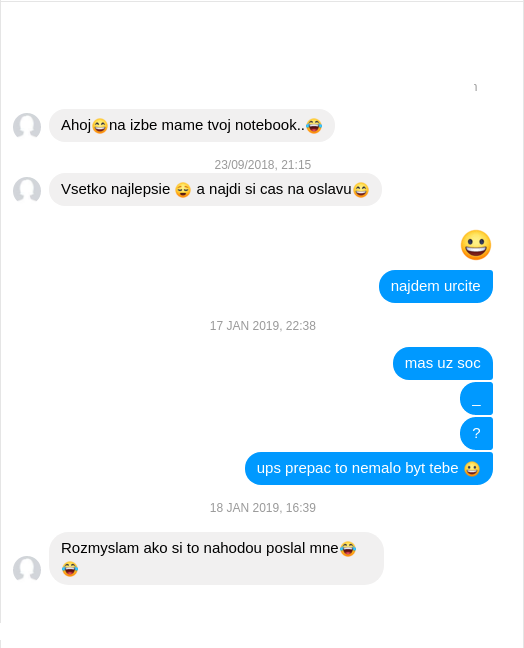 Ahoj😅na izbe mame tvoj notebook..😂
23/09/2018, 21:15
Vsetko najlepsie 😌 a najdi si cas na oslavu😄
😀
najdem urcite
17 JAN 2019, 22:38
mas uz soc
_
?
ups prepac to nemalo byt tebe 😀
18 JAN 2019, 16:39
Rozmyslam ako si to nahodou poslal mne😂
😂